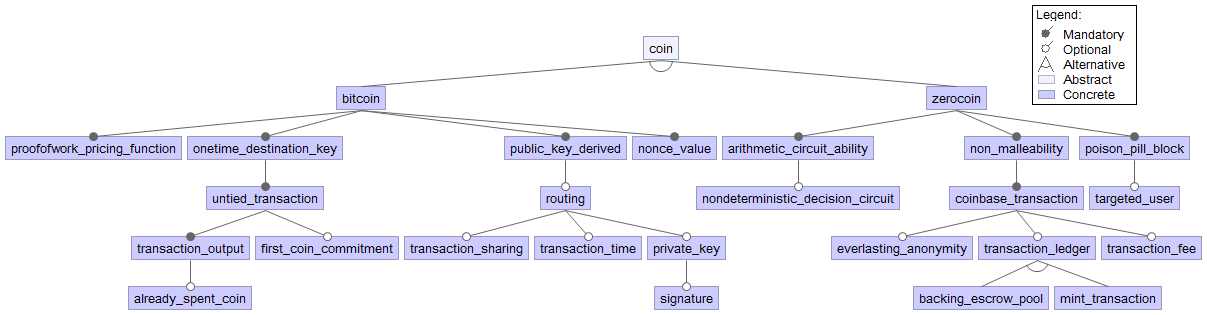 Legend:
Mandatory
Optional
Alternative
Abstract
Concrete
coin
bitcoin
zerocoin
proofofwork_pricing_function
onetime_destination_key
public_key_derived
nonce_value
arithmetic_circuit_ability
non_malleability
poison_pill_block
untied_transaction
routing
nondeterministic_decision_circuit
coinbase_transaction
targeted_user
transaction_output
first_coin_commitment
transaction_sharing
transaction_time
private_key
everlasting_anonymity
transaction_ledger
transaction_fee
already_spent_coin
signature
backing_escrow_pool
mint_transaction